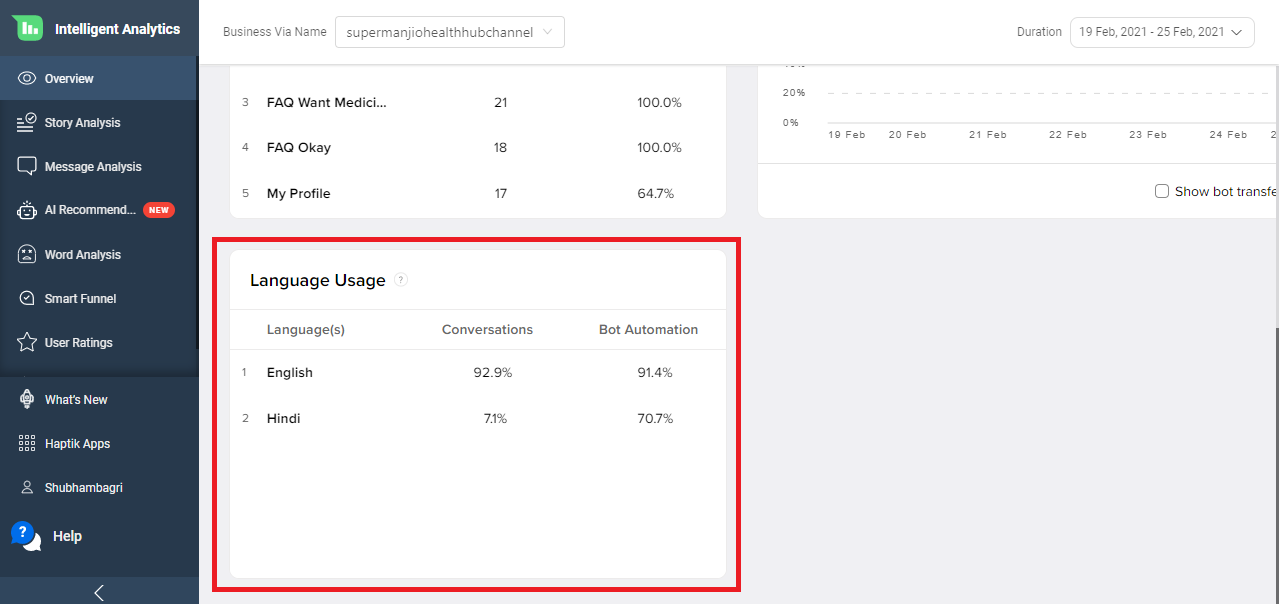 Intelligent Analytics
Overview
Story Analysis
Message Analysis
AI Recommend... NEW
Word Analysis
Smart Funnel
User Ratings
What's New
Haptik Apps
Shubhambagri
? Help
Business Via Name supermanjiohealthhubchannel
Duration 19 Feb, 2021 - 25 Feb, 2021
3 FAQ Want Medici... 21 100.0%
4 FAQ Okay 18 100.0%
5 My Profile 17 64.7%
20%
0%
19 Feb 20 Feb 21 Feb 22 Feb 23 Feb 24 Feb 2
Show bot transfe
Language Usage ?
Language(s) Conversations Bot Automation
1 English 92.9% 91.4%
2 Hindi 7.1% 70.7%